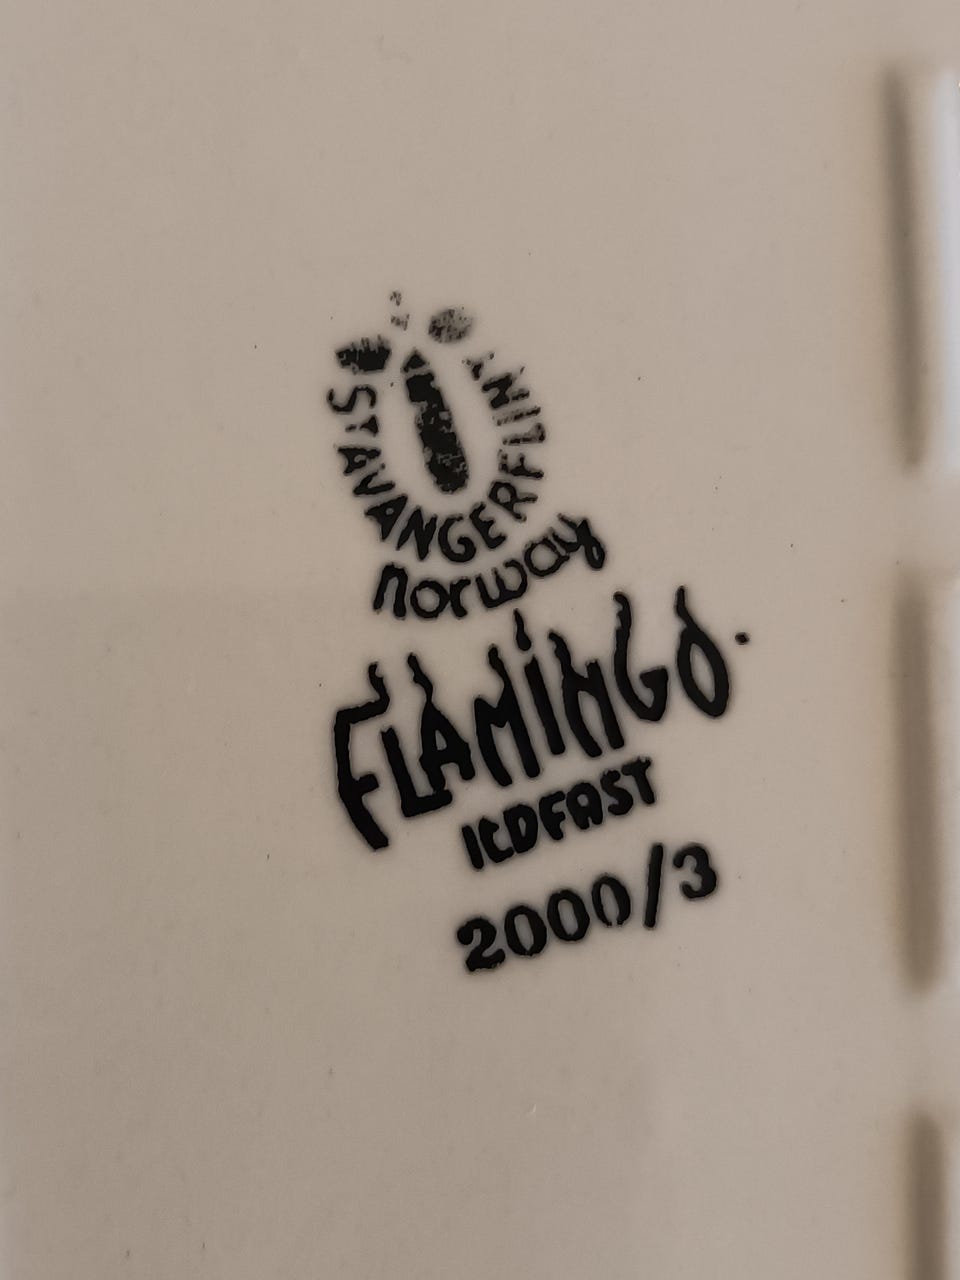 STAVANGERFLINT
Norway
FLAMINGO.
ILDFAST
2000/3